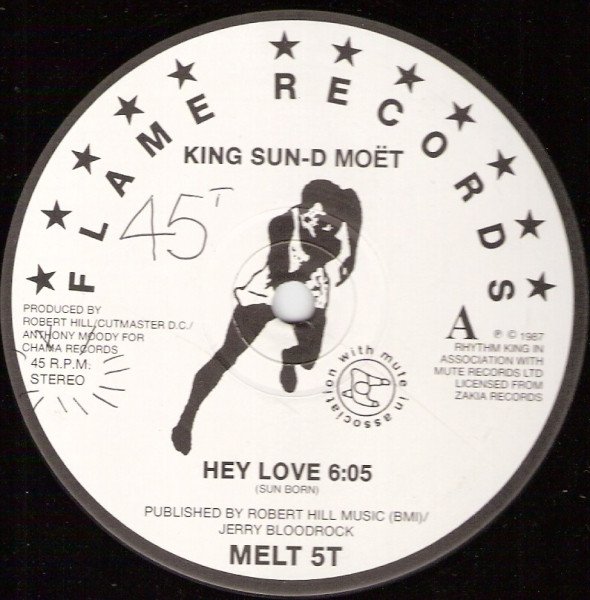 FLAME RECORDS
KING SUN-D MOËT
45T
PRODUCED BY
ROBERT HILL/CUTMASTER D.C./
ANTHONY MOODY FOR
CHAMA RECORDS
45 R.P.M.
STEREO
A
℗ © 1987
RHYTHM KING IN
ASSOCIATION WITH
MUTE RECORDS LTD
LICENSED FROM
ZAKIA RECORDS
in association with mute
HEY LOVE 6:05
(SUN BORN)
PUBLISHED BY ROBERT HILL MUSIC (BMI)/
JERRY BLOODROCK
MELT 5T